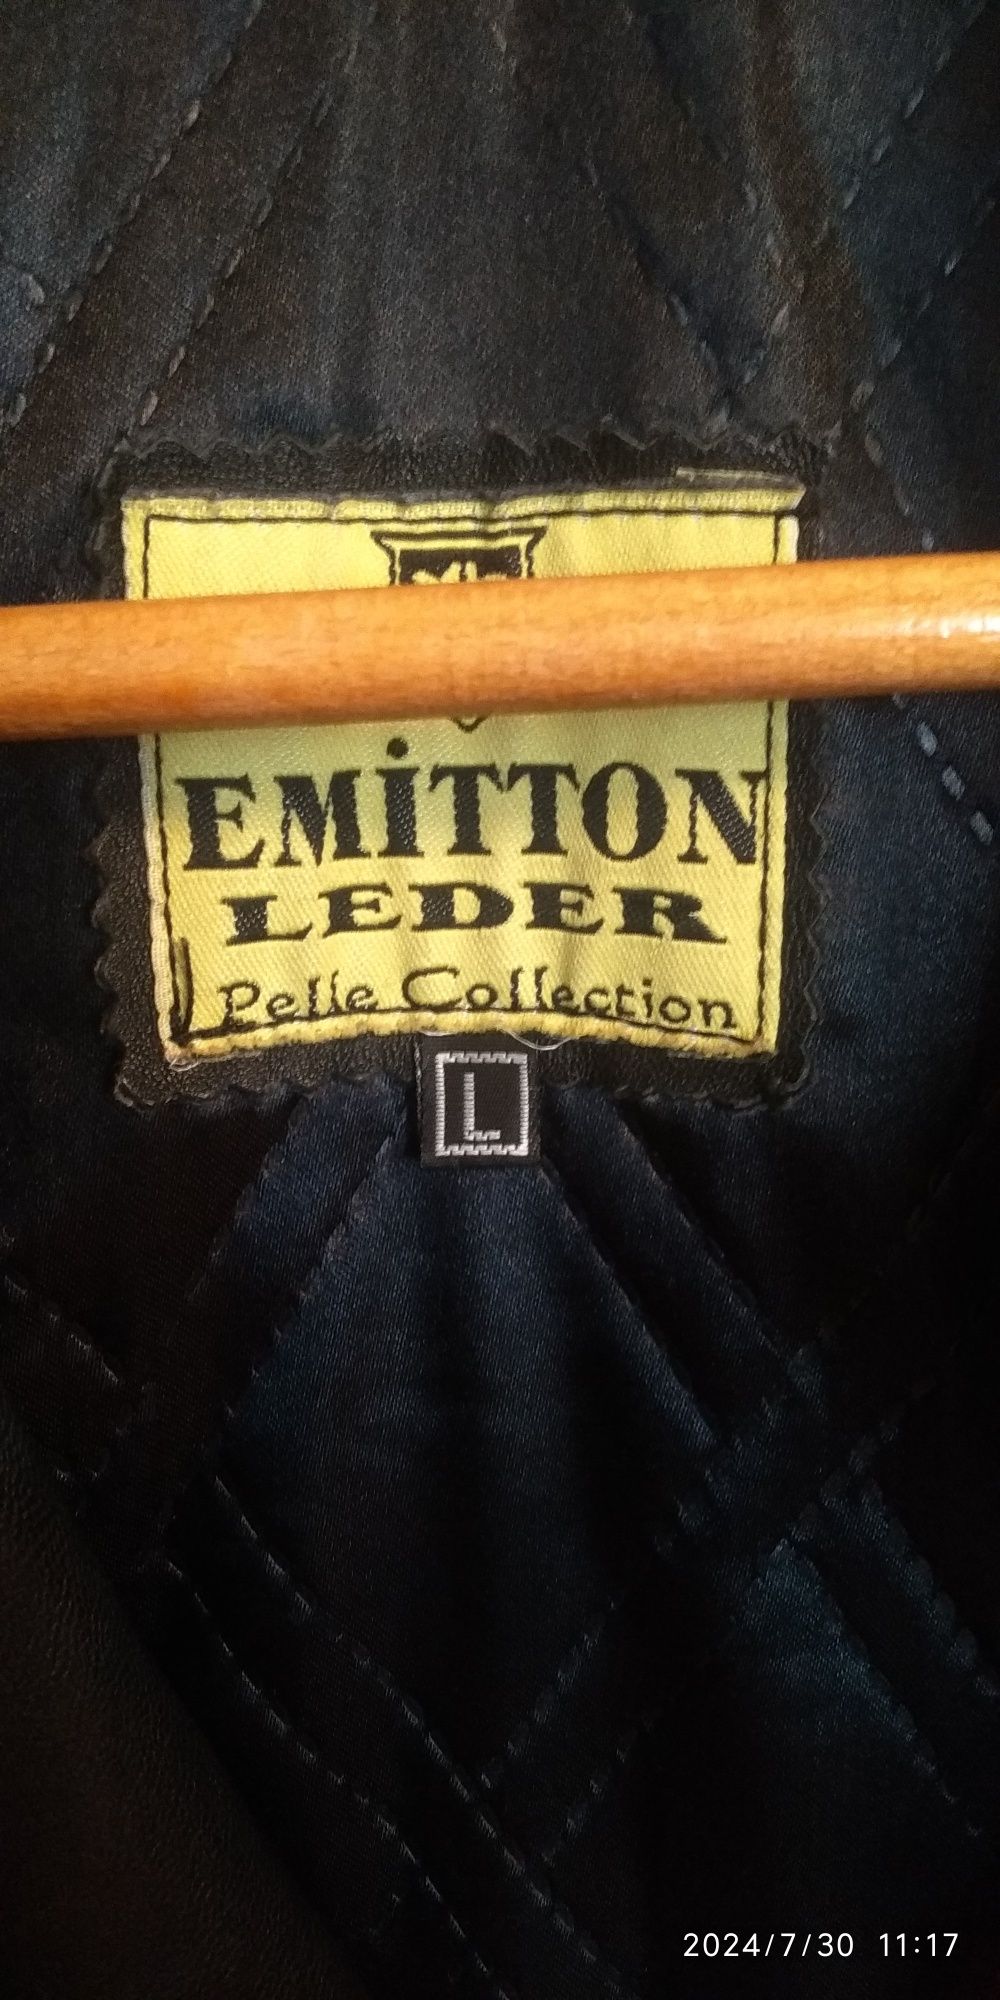 EMİTTON
LEDER
Pelle Collection
L
2024/7/30 11:17